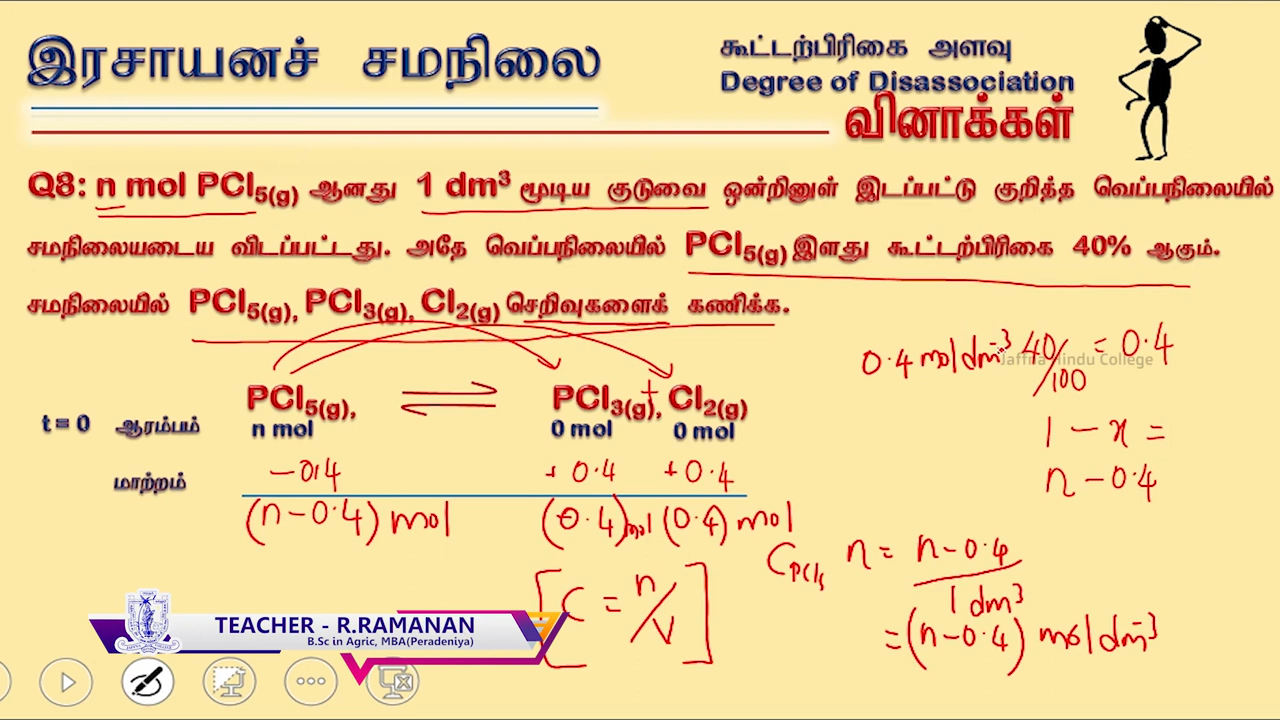 இரசாயனச் சமநிலை
கூட்டற்பிரிகை அளவு
Degree of Disassociation
வினாக்கள்
Q8: n mol PCl5(g) ஆனது 1 dm³ மூடிய குடுவை ஒன்றினுள் இடப்பட்டு குறித்த வெப்பநிலையில்
சமநிலையடைய விடப்பட்டது. அதே வெப்பநிலையில் PCl5(g) இனது கூட்டற்பிரிகை 40% ஆகும்.
சமநிலையில் PCl5(g), PCl3(g), Cl2(g) செறிவுகளைக் கணிக்க.
0.4 mol dm⁻³ 40/100 = 0.4
Jaffna Hindu College
PCl5(g), ⇌ PCl3(g), + Cl2(g)
t = 0 ஆரம்பம் n mol 0 mol 0 mol
1 − x =
மாற்றம் −0.4 + 0.4 + 0.4
n − 0.4
(n−0.4) mol (0.4) mol (0.4) mol
C PCl5 n = n−0.4 / 1 dm³
[C = n/V]
= (n−0.4) mol dm⁻³
TEACHER - R.RAMANAN
B.Sc in Agric, MBA(Peradeniya)